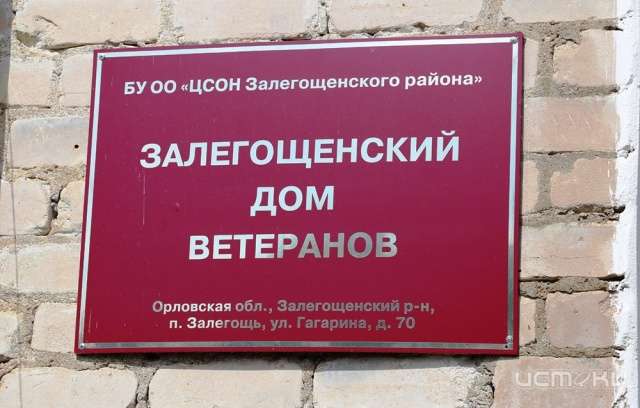 БУ ОО «ЦСОН Залегощенского района»
ЗАЛЕГОЩЕНСКИЙ
ДОМ
ВЕТЕРАНОВ
Орловская обл., Залегощенский р-н,
п. Залегощь, ул. Гагарина, д. 70
истоки